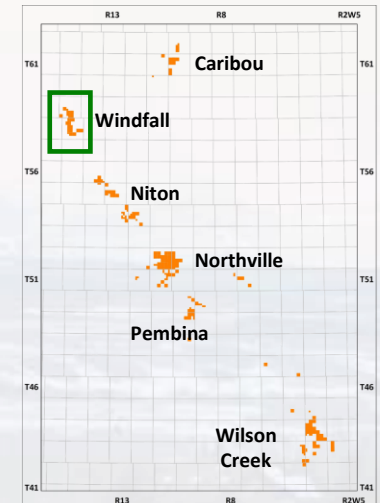 R13 R8 R2W5
T61 T61
Caribou
Windfall
T56 T56
Niton
Northville
T51 T51
Pembina
T46 T46
Wilson
Creek
T41 T41
R13 R8 R2W5